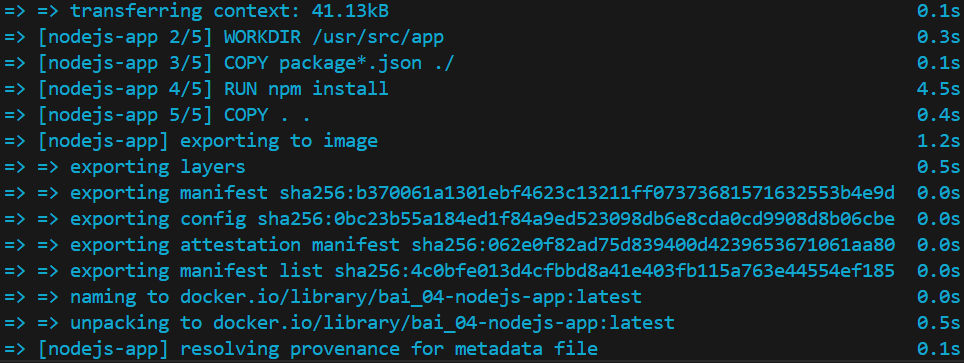 => => transferring context: 41.13kB 0.1s
=> [nodejs-app 2/5] WORKDIR /usr/src/app 0.3s
=> [nodejs-app 3/5] COPY package*.json ./ 0.1s
=> [nodejs-app 4/5] RUN npm install 4.5s
=> [nodejs-app 5/5] COPY . . 0.4s
=> [nodejs-app] exporting to image 1.2s
=> => exporting layers 0.5s
=> => exporting manifest sha256:b370061a1301ebf4623c13211ff07373681571632553b4e9d 0.0s
=> => exporting config sha256:0bc23b55a184ed1f84a9ed523098db6e8cda0cd9908d8b06cbe 0.0s
=> => exporting attestation manifest sha256:062e0f82ad75d839400d4239653671061aa80 0.0s
=> => exporting manifest list sha256:4c0bfe013d4cfbbd8a41e403fb115a763e44554ef185 0.0s
=> => naming to docker.io/library/bai_04-nodejs-app:latest 0.0s
=> => unpacking to docker.io/library/bai_04-nodejs-app:latest 0.5s
=> [nodejs-app] resolving provenance for metadata file 0.1s